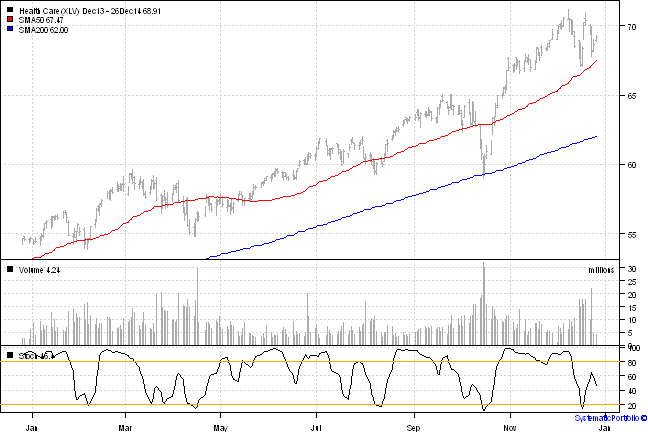 Health Care (XLV) Dec13 - 26Dec14 68.91
SMA50 67.47
SMA200 62.00
70
65
60
55
Volume 4.24
millions
30
25
20
15
10
5
0
100
80
60
40
20
Jan Mar May Jul Sep Nov Jan
SystematicPortfolio ©